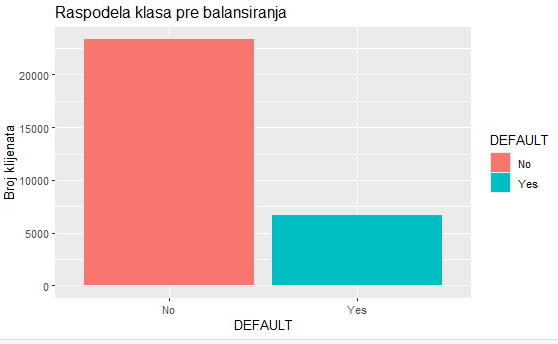 Raspodela klasa pre balansiranja
Broj klijenata
20000
15000
10000
5000
0
No
Yes
DEFAULT
DEFAULT
No
Yes